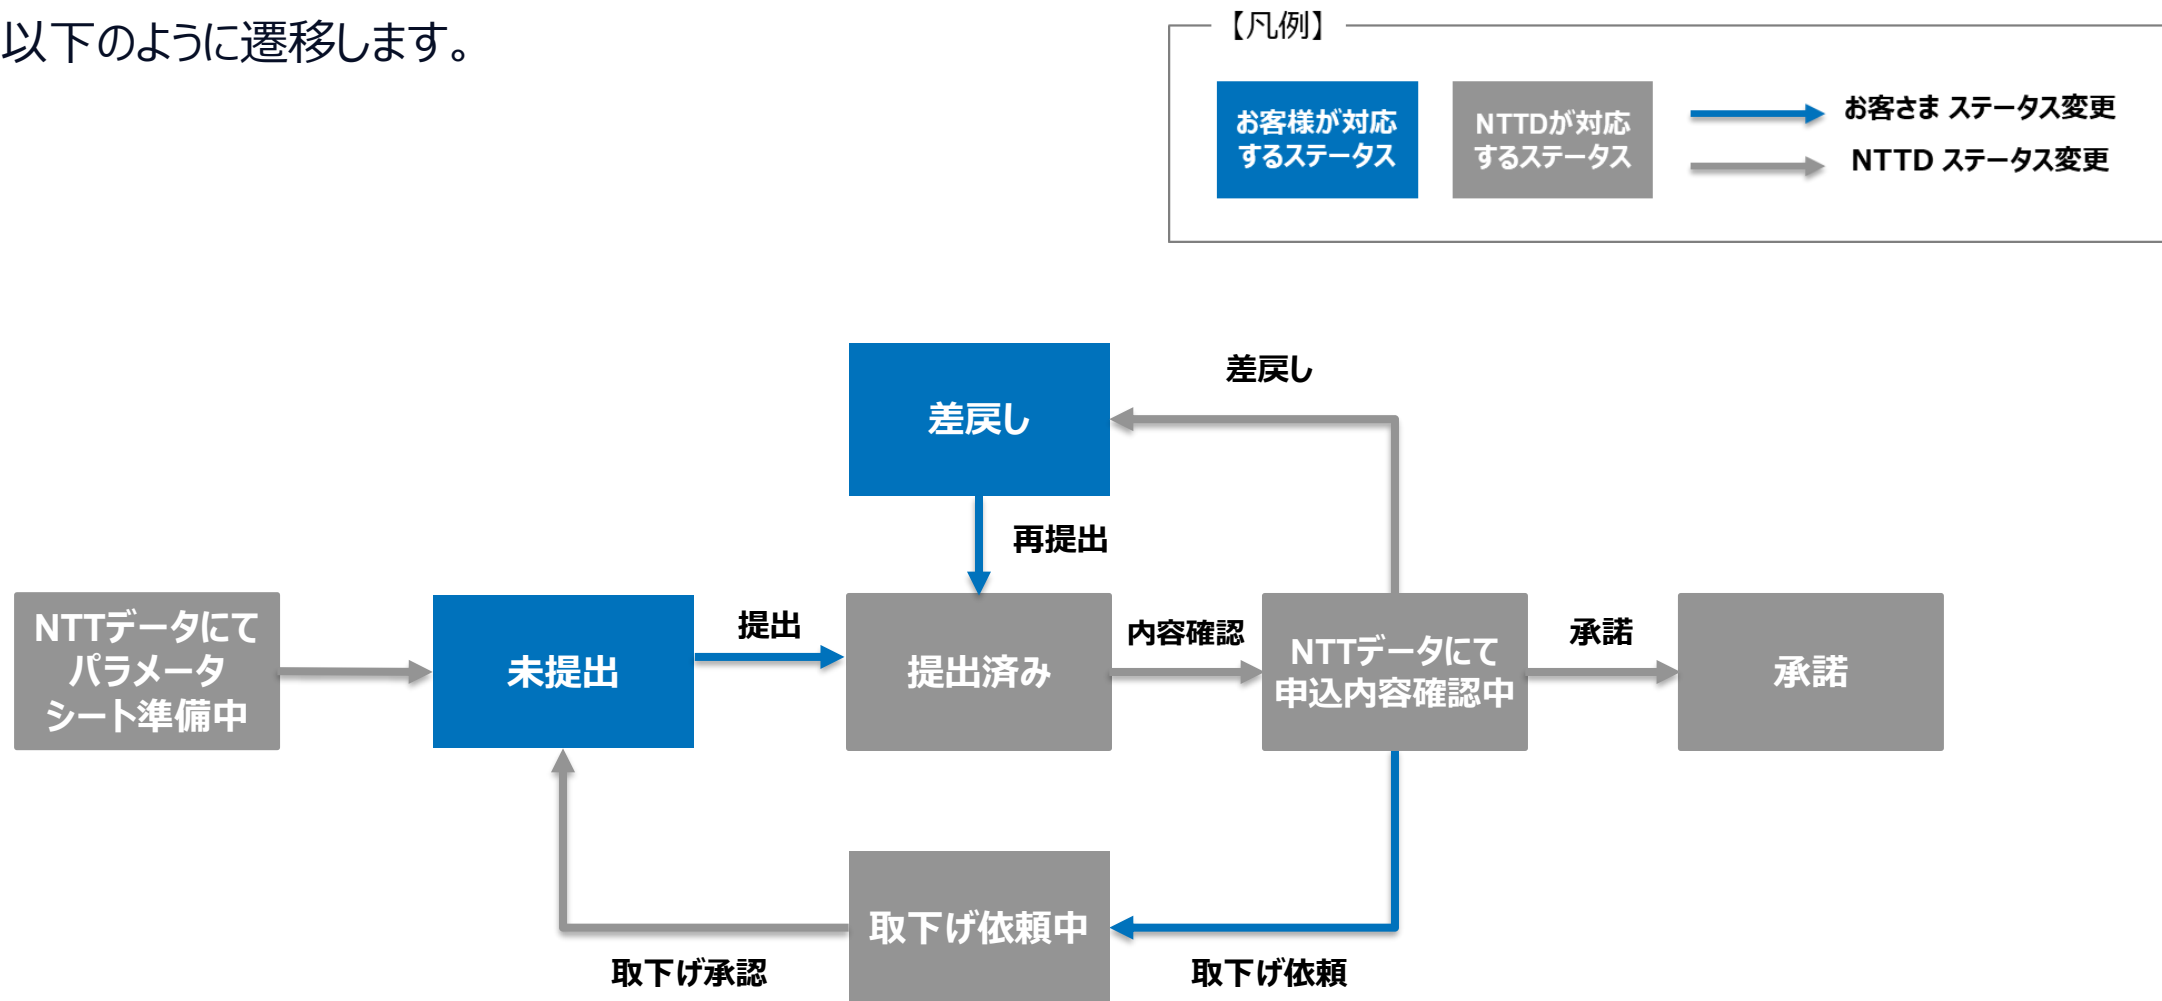 以下のように遷移します。
【凡例】
お客様が対応
するステータス
NTTDが対応
するステータス
お客さま ステータス変更
NTTD ステータス変更
差戻し
差戻し
再提出
NTTデータにて
パラメータ
シート準備中
未提出
提出
提出済み
内容確認
NTTデータにて
申込内容確認中
承諾
承諾
取下げ依頼中
取下げ承認
取下げ依頼